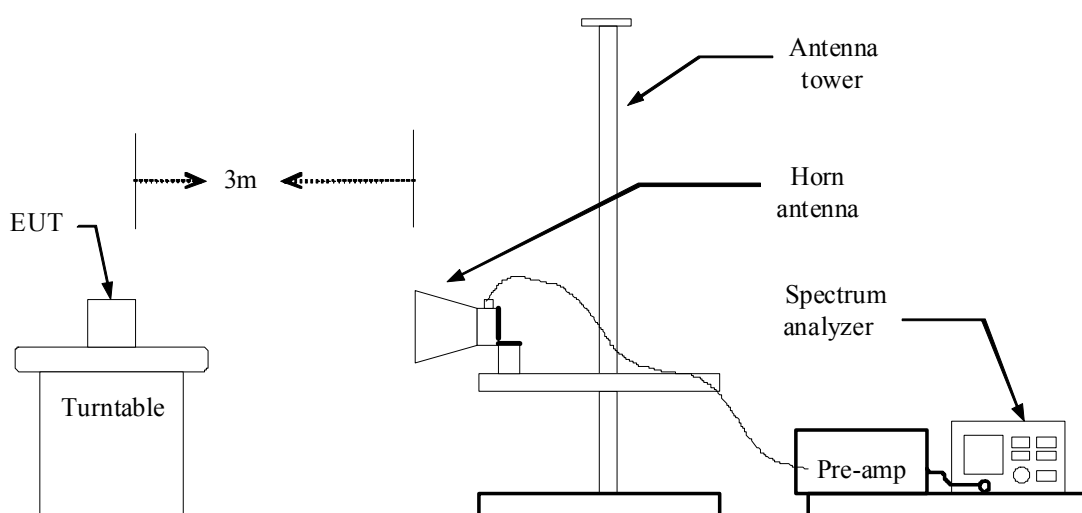 Antenna
tower
3m
Horn
antenna
EUT
Spectrum
analyzer
Turntable
Pre-amp